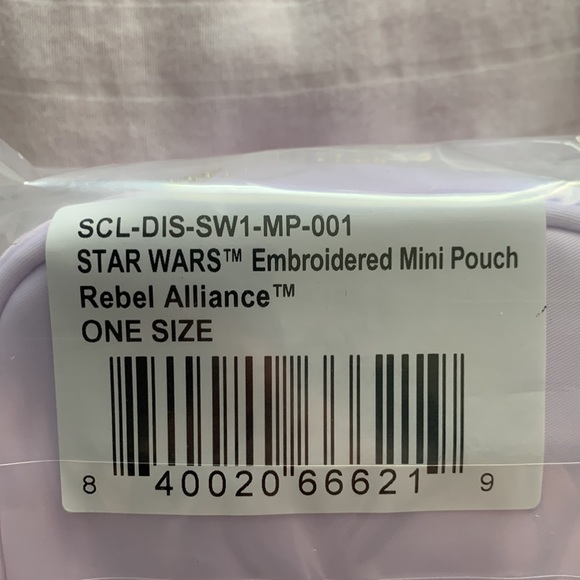 SCL-DIS-SW1-MP-001
STAR WARS™ Embroidered Mini Pouch
Rebel Alliance™
ONE SIZE
8 40020 66621 9